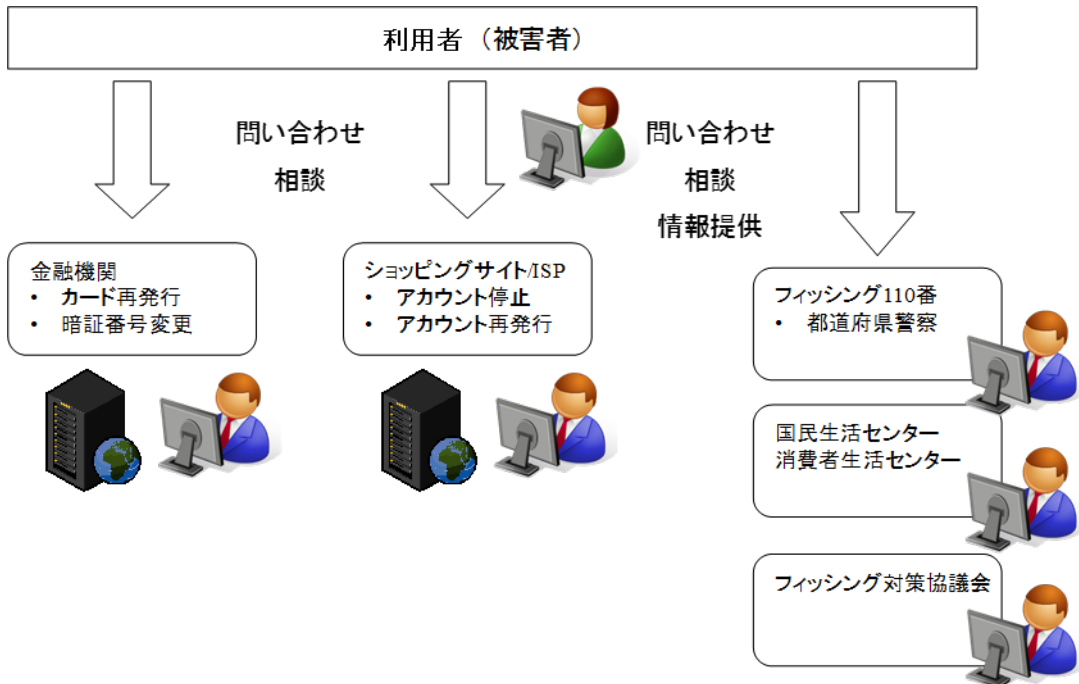 利用者（被害者）
問い合わせ
相談
問い合わせ
相談
情報提供
金融機関
• カード再発行
• 暗証番号変更
ショッピングサイト/ISP
• アカウント停止
• アカウント再発行
フィッシング110番
• 都道府県警察
国民生活センター
消費者生活センター
フィッシング対策協議会